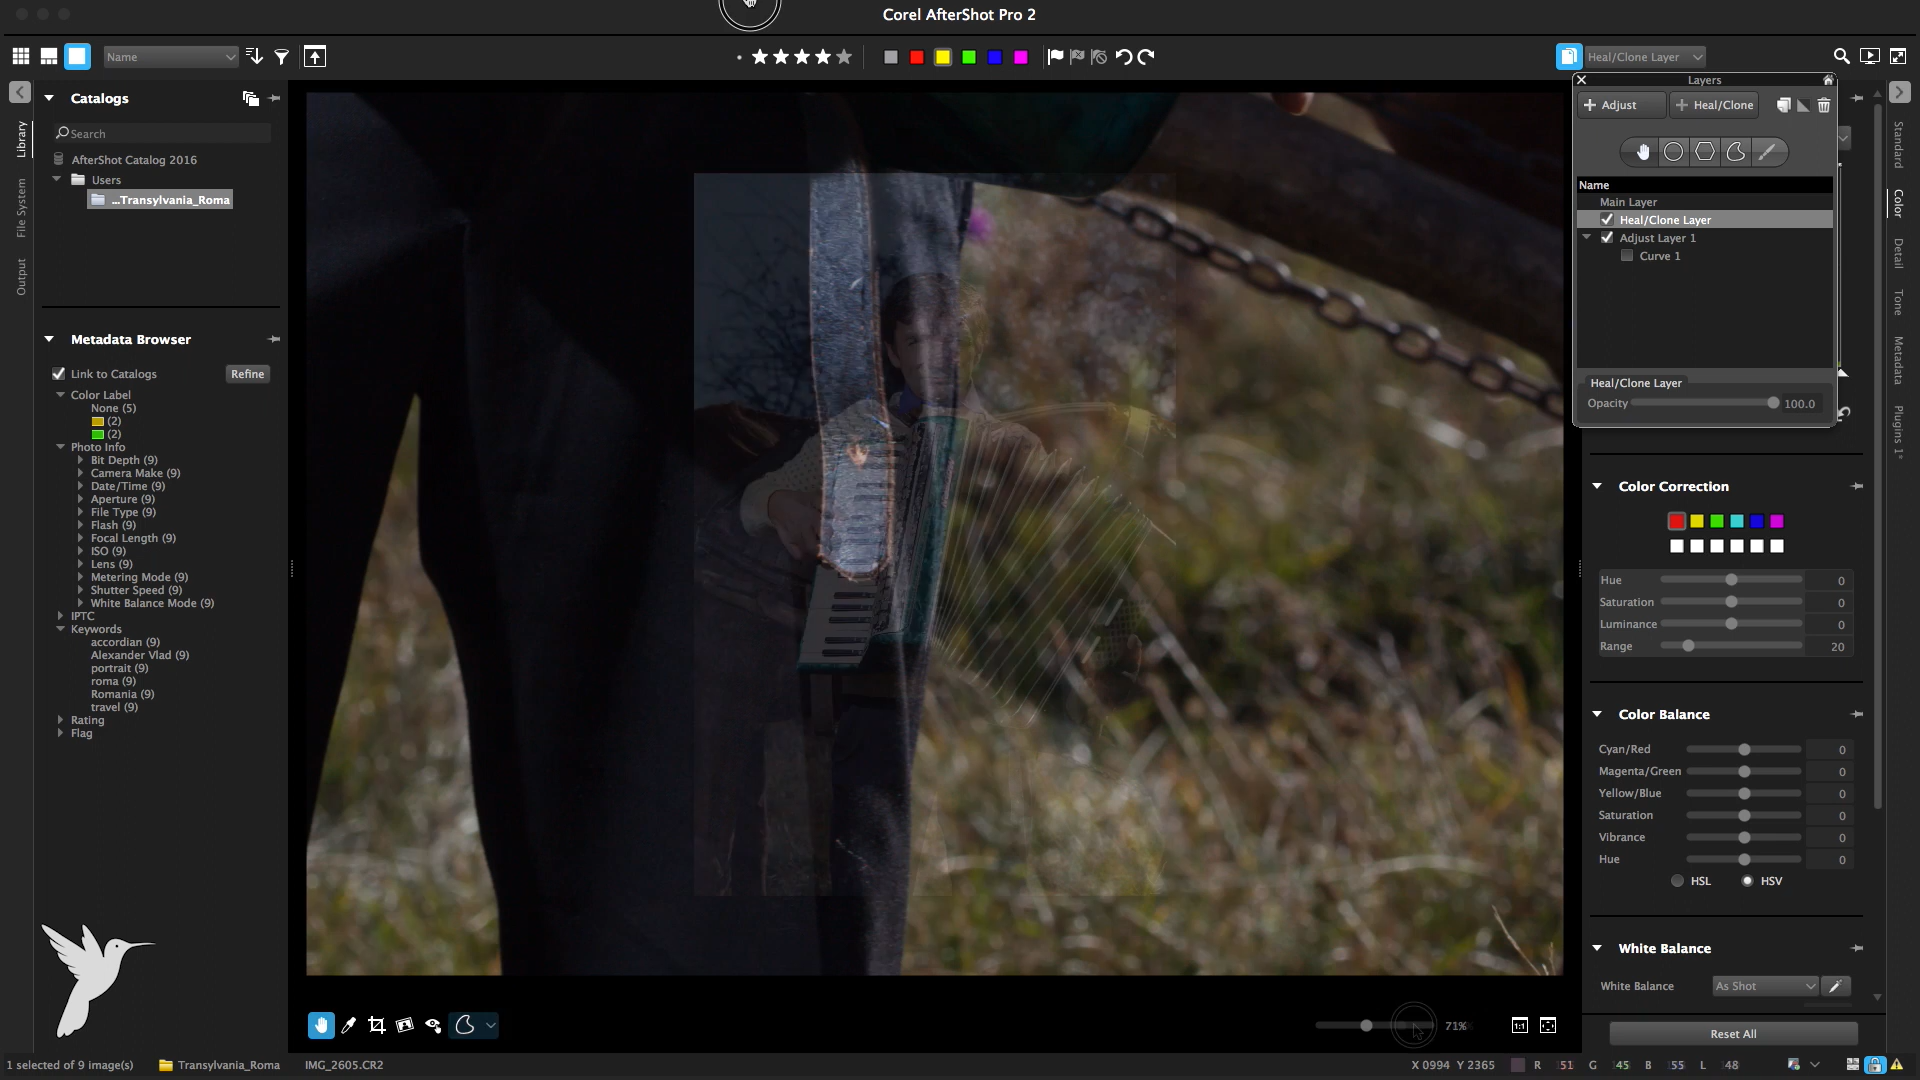 Corel AfterShot Pro 2
Name
Heal/Clone Layer
Catalogs
Search
AfterShot Catalog 2016
Users
...Transylvania_Roma
Library
File System
Output
Metadata Browser
Link to Catalogs
Refine
Color Label
None (5)
(2)
(2)
Photo Info
Bit Depth (9)
Camera Make (9)
Date/Time (9)
Aperture (9)
File Type (9)
Flash (9)
Focal Length (9)
ISO (9)
Lens (9)
Metering Mode (9)
Shutter Speed (9)
White Balance Mode (9)
IPTC
Keywords
accordian (9)
Alexander Vlad (9)
portrait (9)
roma (9)
Romania (9)
travel (9)
Rating
Flag
Layers
Adjust
Heal/Clone
Name
Main Layer
Heal/Clone Layer
Adjust Layer 1
Curve 1
Heal/Clone Layer
Opacity 100.0
Standard
Color
Detail
Tone
Metadata
Plugins 1*
Color Correction
Hue 0
Saturation 0
Luminance 0
Range 20
Color Balance
Cyan/Red 0
Magenta/Green 0
Yellow/Blue 0
Saturation 0
Vibrance 0
Hue 0
HSL HSV
White Balance
White Balance As Shot
Reset All
71%
1:1
1 selected of 9 image(s) Transylvania_Roma IMG_2605.CR2
X 0994 Y 2365 R 51 G 45 B 55 L 48